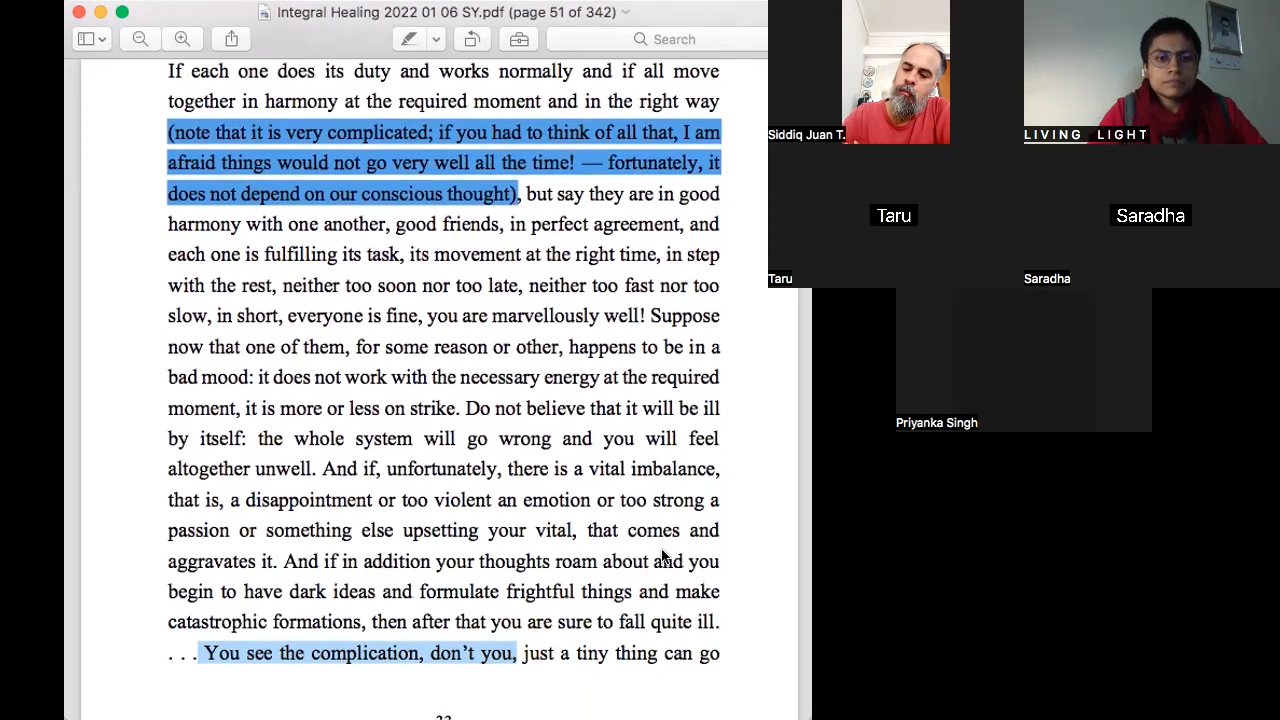 Integral Healing 2022 01 06 SY.pdf (page 51 of 342)
Search
If each one does its duty and works normally and if all move
together in harmony at the required moment and in the right way
(note that it is very complicated; if you had to think of all that, I am
afraid things would not go very well all the time! — fortunately, it
does not depend on our conscious thought), but say they are in good
harmony with one another, good friends, in perfect agreement, and
each one is fulfilling its task, its movement at the right time, in step
with the rest, neither too soon nor too late, neither too fast nor too
slow, in short, everyone is fine, you are marvellously well! Suppose
now that one of them, for some reason or other, happens to be in a
bad mood: it does not work with the necessary energy at the required
moment, it is more or less on strike. Do not believe that it will be ill
by itself: the whole system will go wrong and you will feel
altogether unwell. And if, unfortunately, there is a vital imbalance,
that is, a disappointment or too violent an emotion or too strong a
passion or something else upsetting your vital, that comes and
aggravates it. And if in addition your thoughts roam about and you
begin to have dark ideas and formulate frightful things and make
catastrophic formations, then after that you are sure to fall quite ill.
. . . You see the complication, don’t you, just a tiny thing can go
Siddiq Juan T.
LIVING LIGHT
Taru
Saradha
Taru
Saradha
Priyanka Singh